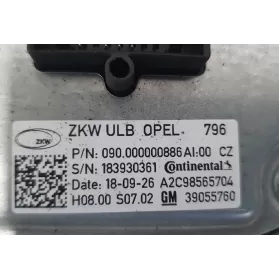 ZKW ZKW ULB OPEL. 796
P/N: 090.000000886AI:00 CZ
S/N: 183930361 Continental
Date: 18-09-26 A2C98565704
H08.00 S07.02 GM 39055760